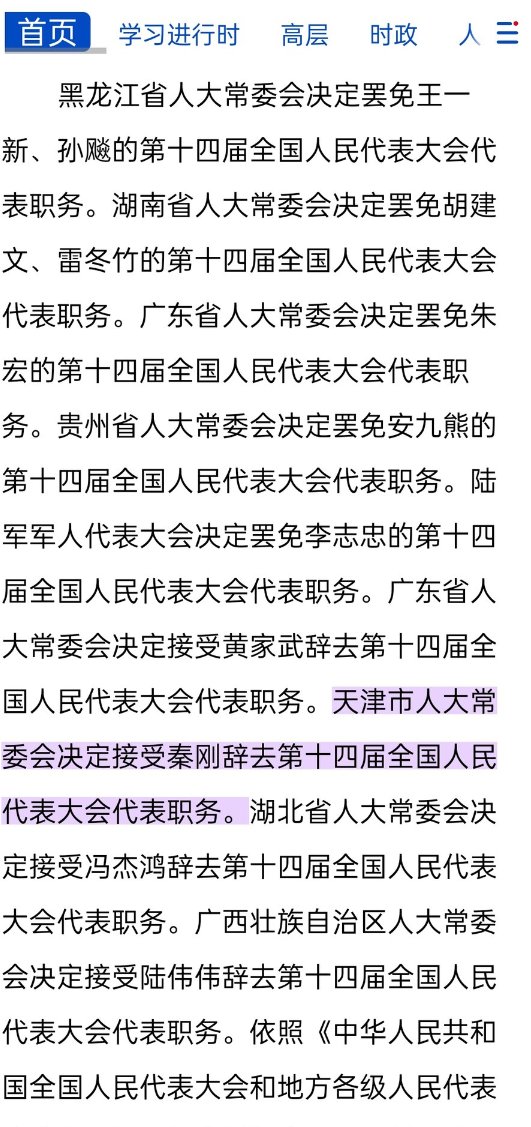 首页 学习进行时 高层 时政 人
黑龙江省人大常委会决定罢免王一
新、孙飚的第十四届全国人民代表大会代
表职务。湖南省人大常委会决定罢免胡建
文、雷冬竹的第十四届全国人民代表大会
代表职务。广东省人大常委会决定罢免朱
宏的第十四届全国人民代表大会代表职
务。贵州省人大常委会决定罢免安九熊的
第十四届全国人民代表大会代表职务。陆
军军人代表大会决定罢免李志忠的第十四
届全国人民代表大会代表职务。广东省人
大常委会决定接受黄家武辞去第十四届全
国人民代表大会代表职务。天津市人大常
委会决定接受秦刚辞去第十四届全国人民
代表大会代表职务。湖北省人大常委会决
定接受冯杰鸿辞去第十四届全国人民代表
大会代表职务。广西壮族自治区人大常委
会决定接受陆伟伟辞去第十四届全国人民
代表大会代表职务。依照《中华人民共和
国全国人民代表大会和地方各级人民代表